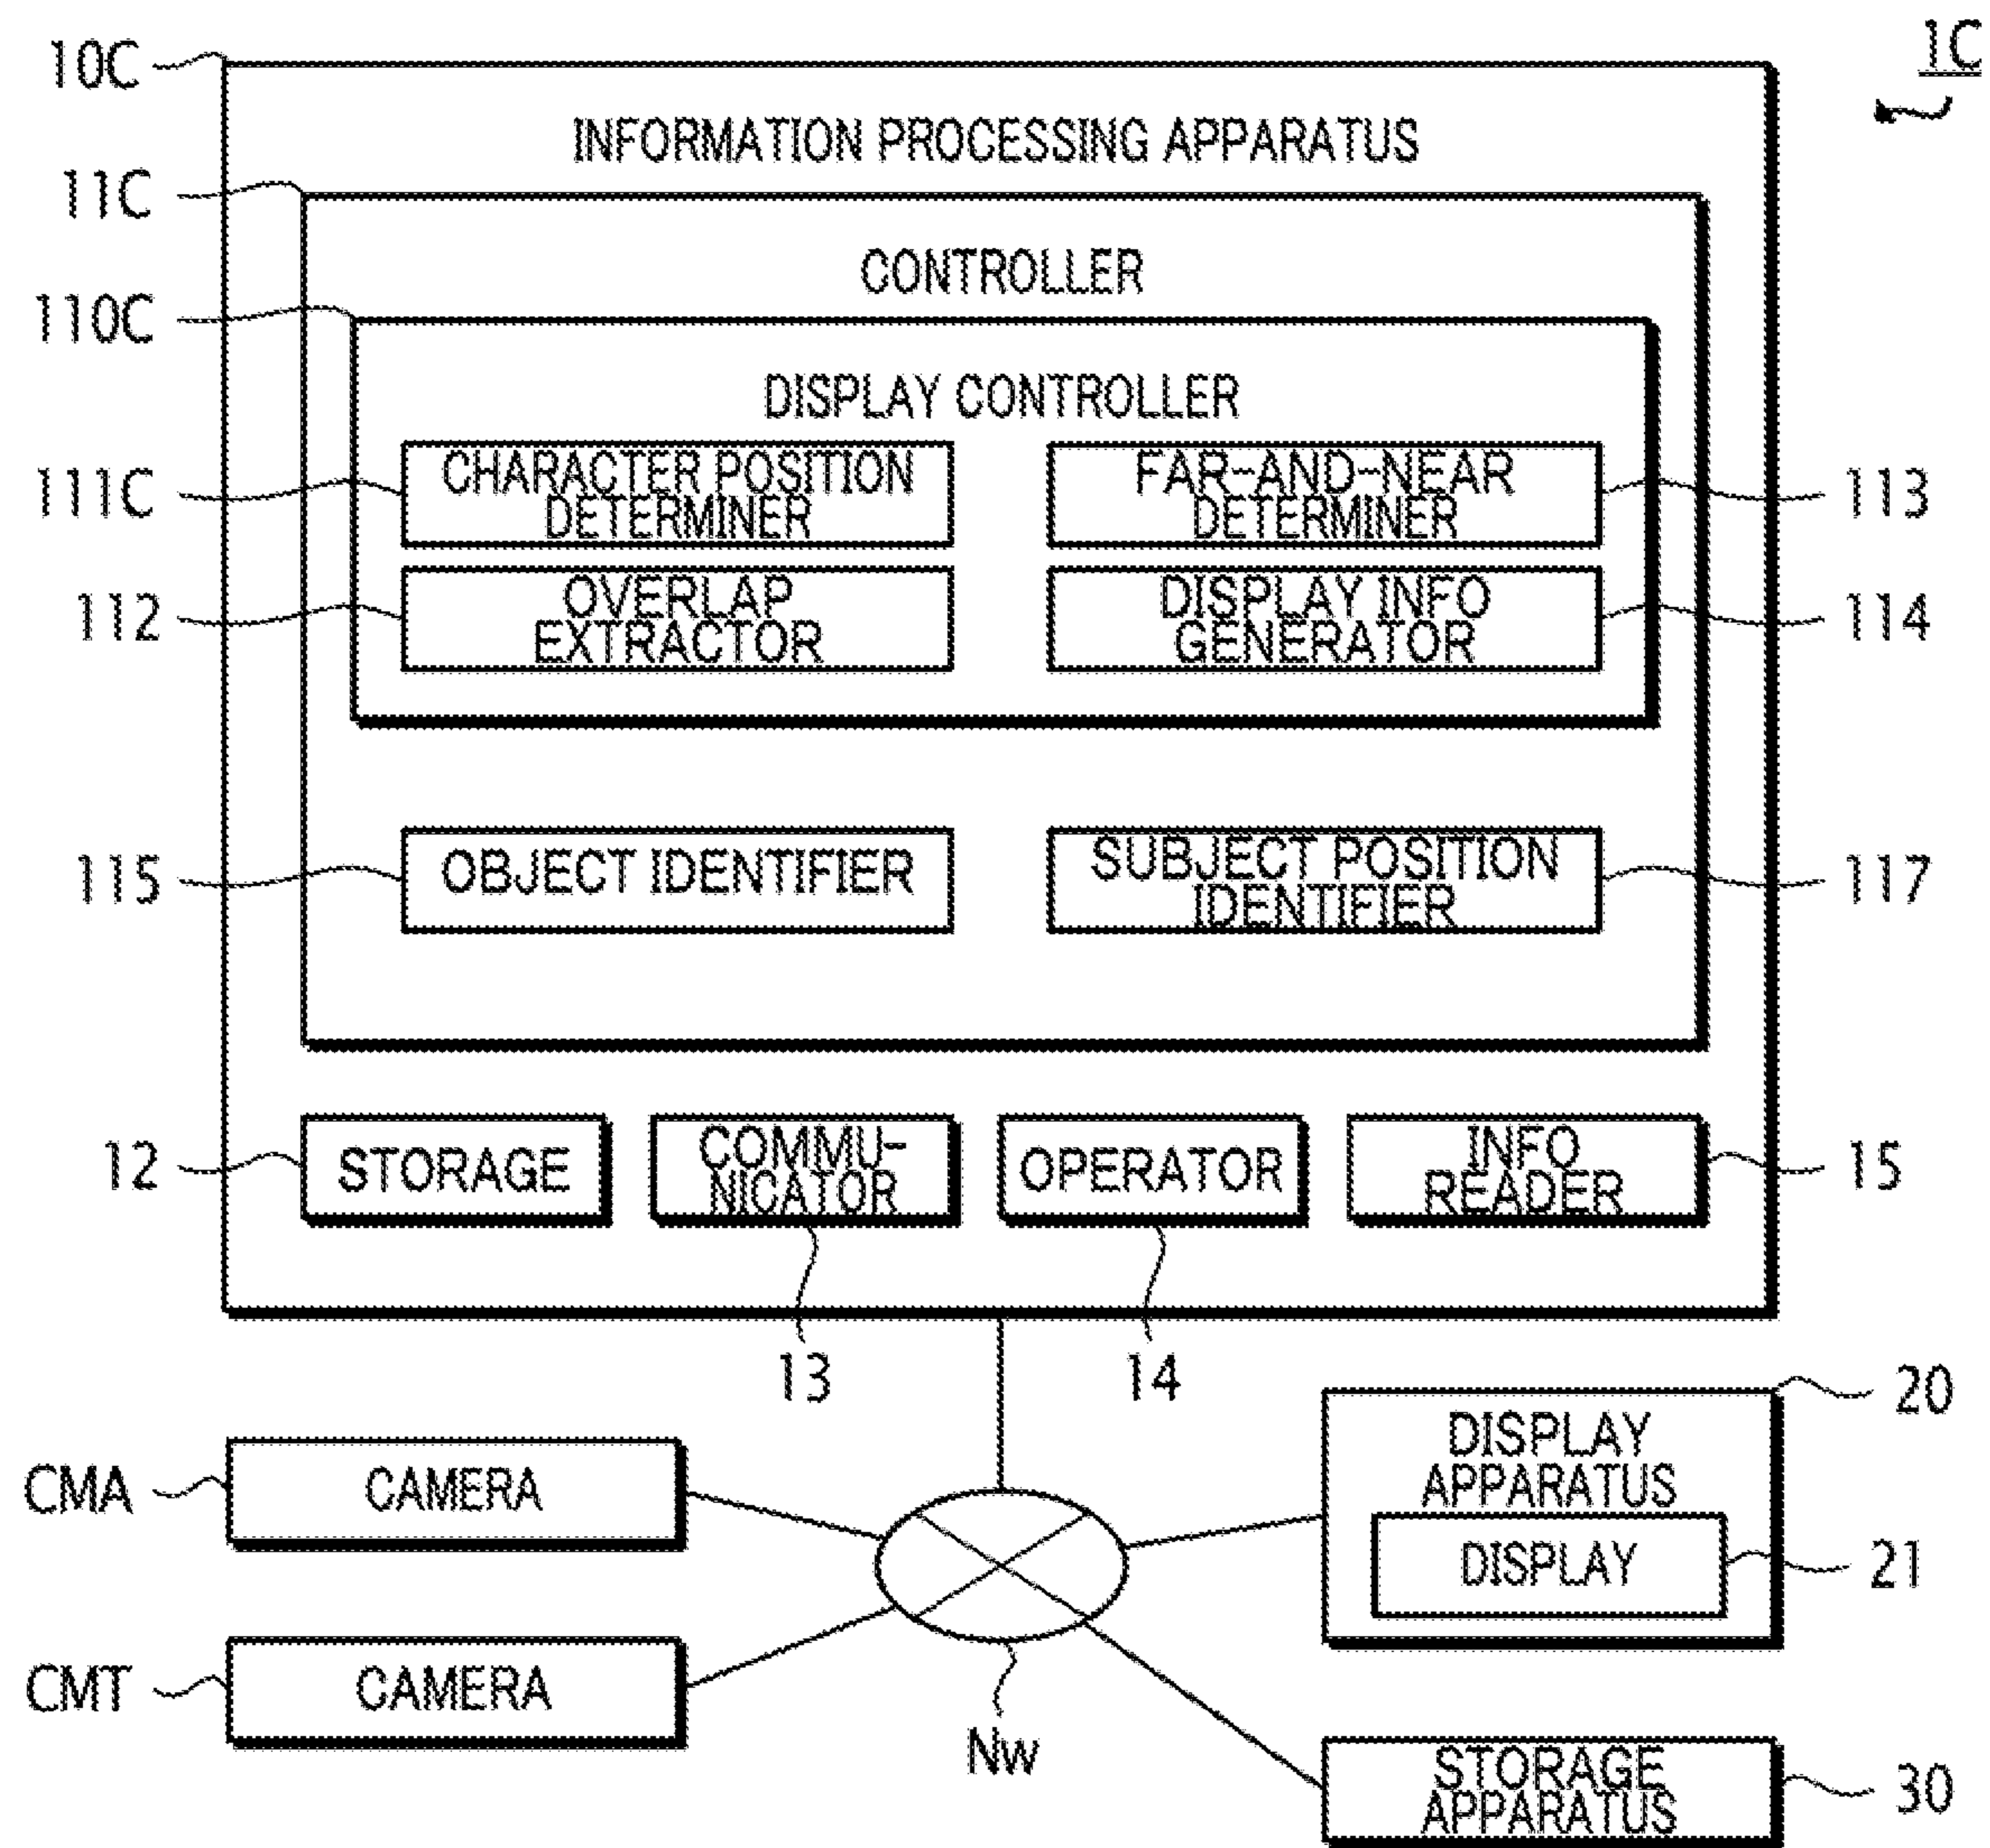 1C
10C
INFORMATION PROCESSING APPARATUS
11C
CONTROLLER
110C
DISPLAY CONTROLLER
111C
CHARACTER POSITION
DETERMINER
FAR-AND-NEAR
DETERMINER
113
112
OVERLAP
EXTRACTOR
DISPLAY INFO
GENERATOR
114
115
OBJECT IDENTIFIER
SUBJECT POSITION
IDENTIFIER
117
12
STORAGE
COMMU-
NICATOR
OPERATOR
INFO
READER
15
13
14
20
DISPLAY
APPARATUS
CMA
CAMERA
DISPLAY
21
CMT
CAMERA
Nw
STORAGE
APPARATUS
30